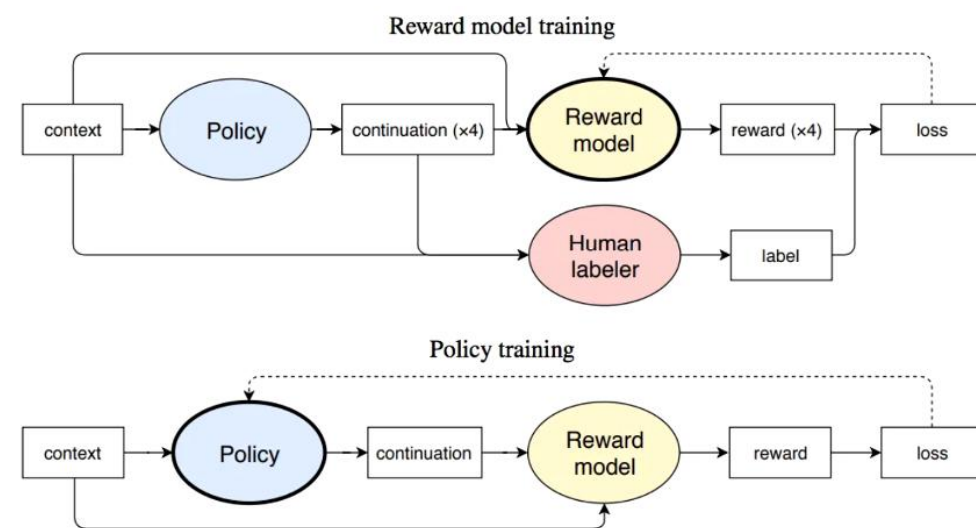 Reward model training
context
Policy
continuation (×4)
Reward
model
reward (×4)
loss
Human
labeler
label
Policy training
context
Policy
continuation
Reward
model
reward
loss